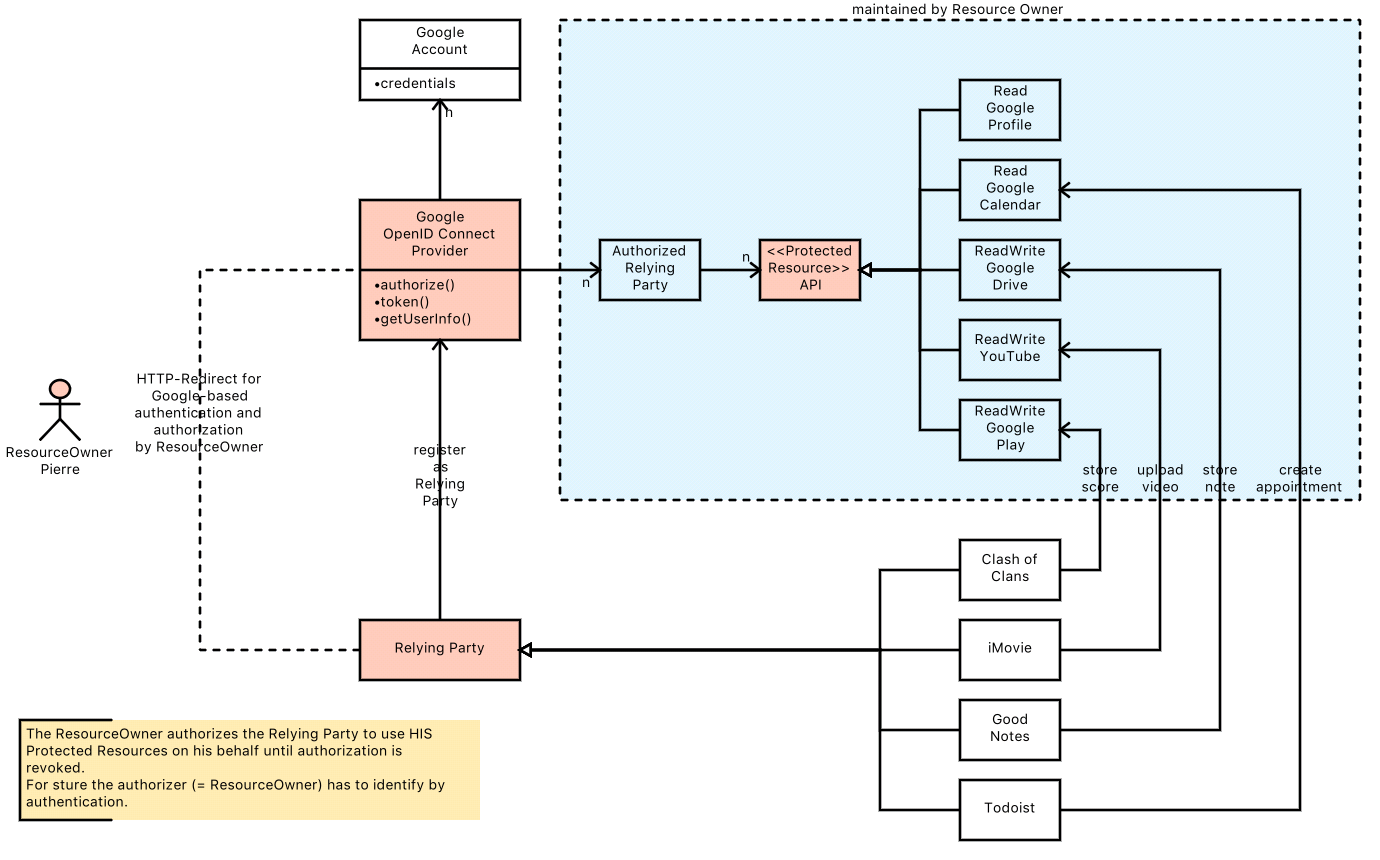 maintained by Resource Owner
Google
Account
•credentials
n
Google
OpenID Connect
Provider
•authorize()
•token()
•getUserInfo()
n
Authorized
Relying
Party
n
<<Protected
Resource>>
API
Read
Google
Profile
Read
Google
Calendar
ReadWrite
Google
Drive
ReadWrite
YouTube
ReadWrite
Google
Play
HTTP-Redirect for
Google-based
authentication and
authorization
by ResourceOwner
ResourceOwner
Pierre
register
as
Relying
Party
store
score
upload
video
store
note
create
appointment
Clash of
Clans
iMovie
Good
Notes
Todoist
Relying Party
The ResourceOwner authorizes the Relying Party to use HIS
Protected Resources on his behalf until authorization is
revoked.
For sture the authorizer (= ResourceOwner) has to identify by
authentication.